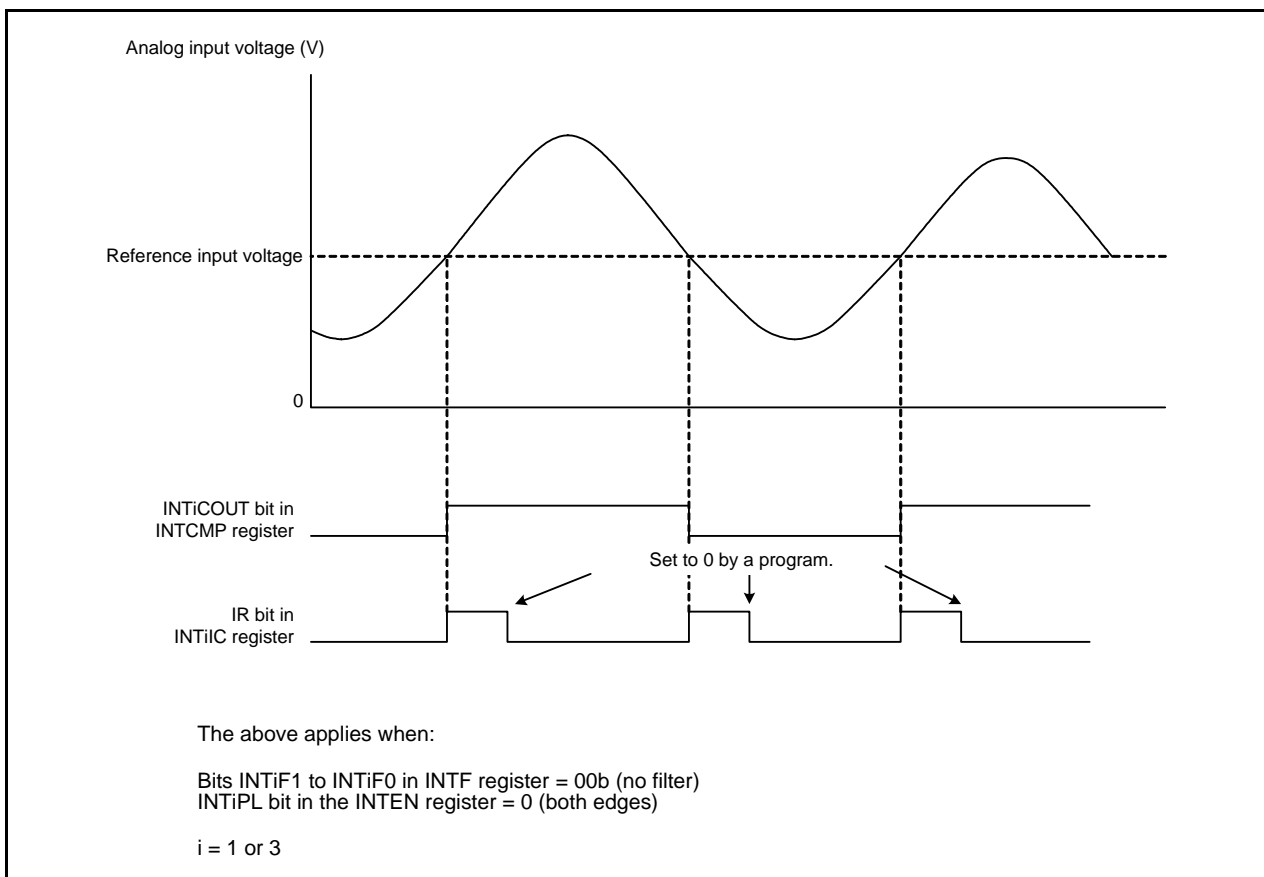 Analog input voltage (V)
Reference input voltage
0
INTiCOUT bit in
INTCMP register
Set to 0 by a program.
IR bit in
INTiIC register
The above applies when:
Bits INTiF1 to INTiF0 in INTF register = 00b (no filter)
INTiPL bit in the INTEN register = 0 (both edges)
i = 1 or 3